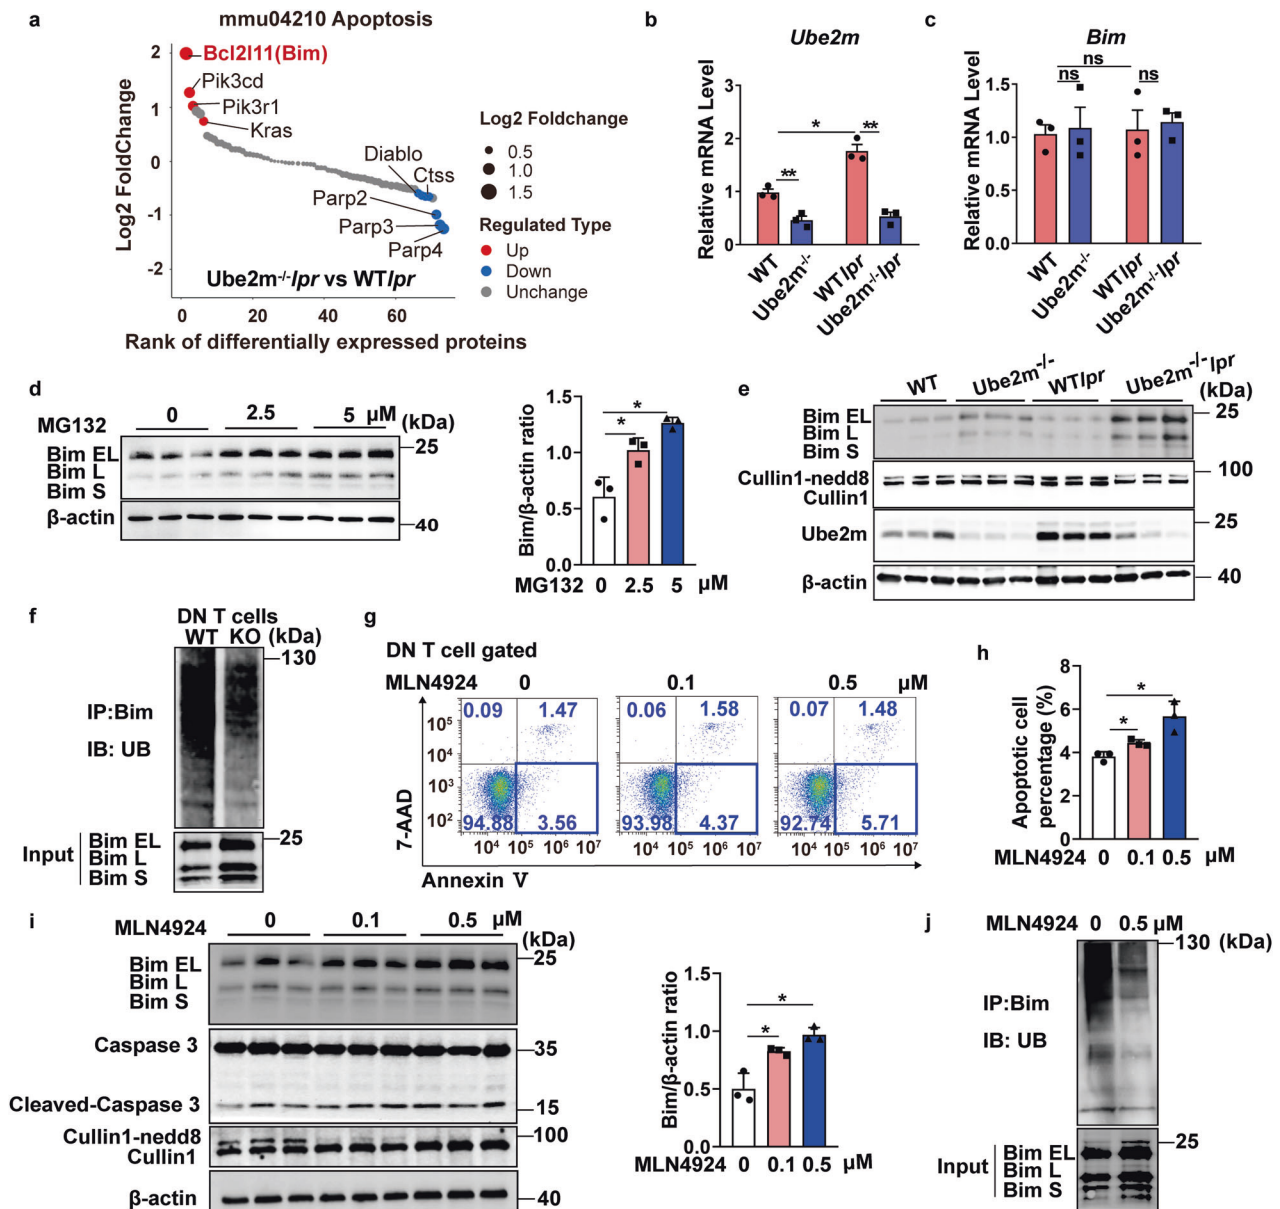 a
mmu04210 Apoptosis
2
1
0
-1
-2
Log2 FoldChange
Bcl2l11(Bim)
Pik3cd
Pik3r1
Kras
Diablo
Ctss
Parp2
Parp3
Parp4
Ube2m-/-lpr vs WTlpr
0 20 40 60
Rank of differentially expressed proteins
Log2 Foldchange
0.5
1.0
1.5
Regulated Type
Up
Down
Unchange
b
Ube2m
Relative mRNA Level
3
2
1
0
* **
**
WT
Ube2m-/-
WTlpr
Ube2m-/-lpr
c
Bim
Relative mRNA Level
1.5
1.0
0.5
0.0
ns
ns ns
WT
Ube2m-/-
WTlpr
Ube2m-/-lpr
d
MG132 0 2.5 5 μM (kDa)
Bim EL
Bim L
Bim S
25
β-actin
40
Bim/β-actin ratio
1.5
1.0
0.5
0.0
*
*
MG132 0 2.5 5 μM
e
WT Ube2m-/- WTlpr Ube2m-/-lpr
(kDa)
Bim EL
Bim L
Bim S
25
Cullin1-nedd8
Cullin1
100
Ube2m
25
β-actin
40
f
DN T cells
WT KO (kDa)
130
IP:Bim
IB: UB
Input
Bim EL
Bim L
Bim S
25
g
DN T cell gated
MLN4924 0 0.1 0.5 μM
0.09 1.47
94.88 3.56
0.06 1.58
93.98 4.37
0.07 1.48
92.74 5.71
10⁵
10⁴
10³
10²
7-AAD
10⁴ 10⁵ 10⁶ 10⁷ 10⁴ 10⁵ 10⁶ 10⁷ 10⁴ 10⁵ 10⁶ 10⁷
Annexin V
h
Apoptotic cell
percentage (%)
8
6
4
2
0
*
*
MLN4924 0 0.1 0.5 μM
i
MLN4924 0 0.1 0.5 μM
(kDa)
Bim EL
Bim L
Bim S
25
Caspase 3
35
Cleaved-Caspase 3
15
Cullin1-nedd8
Cullin1
100
β-actin
40
Bim/β-actin ratio
1.5
1.0
0.5
0.0
*
*
MLN4924 0 0.1 0.5 μM
j
MLN4924 0 0.5 μM
130 (kDa)
IP:Bim
IB: UB
Input
Bim EL
Bim L
Bim S
25